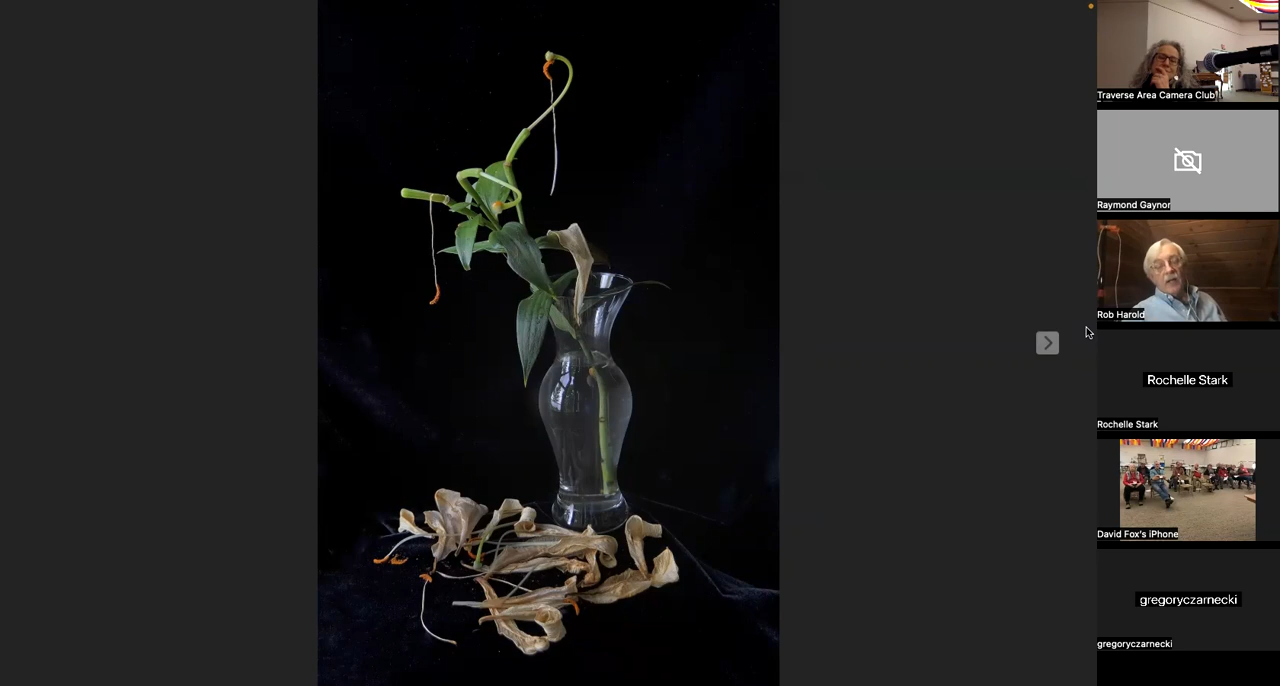 Traverse Area Camera Club
Raymond Gaynor
Rob Harold
Rochelle Stark
Rochelle Stark
David Fox's iPhone
gregoryczarnecki
gregoryczarnecki